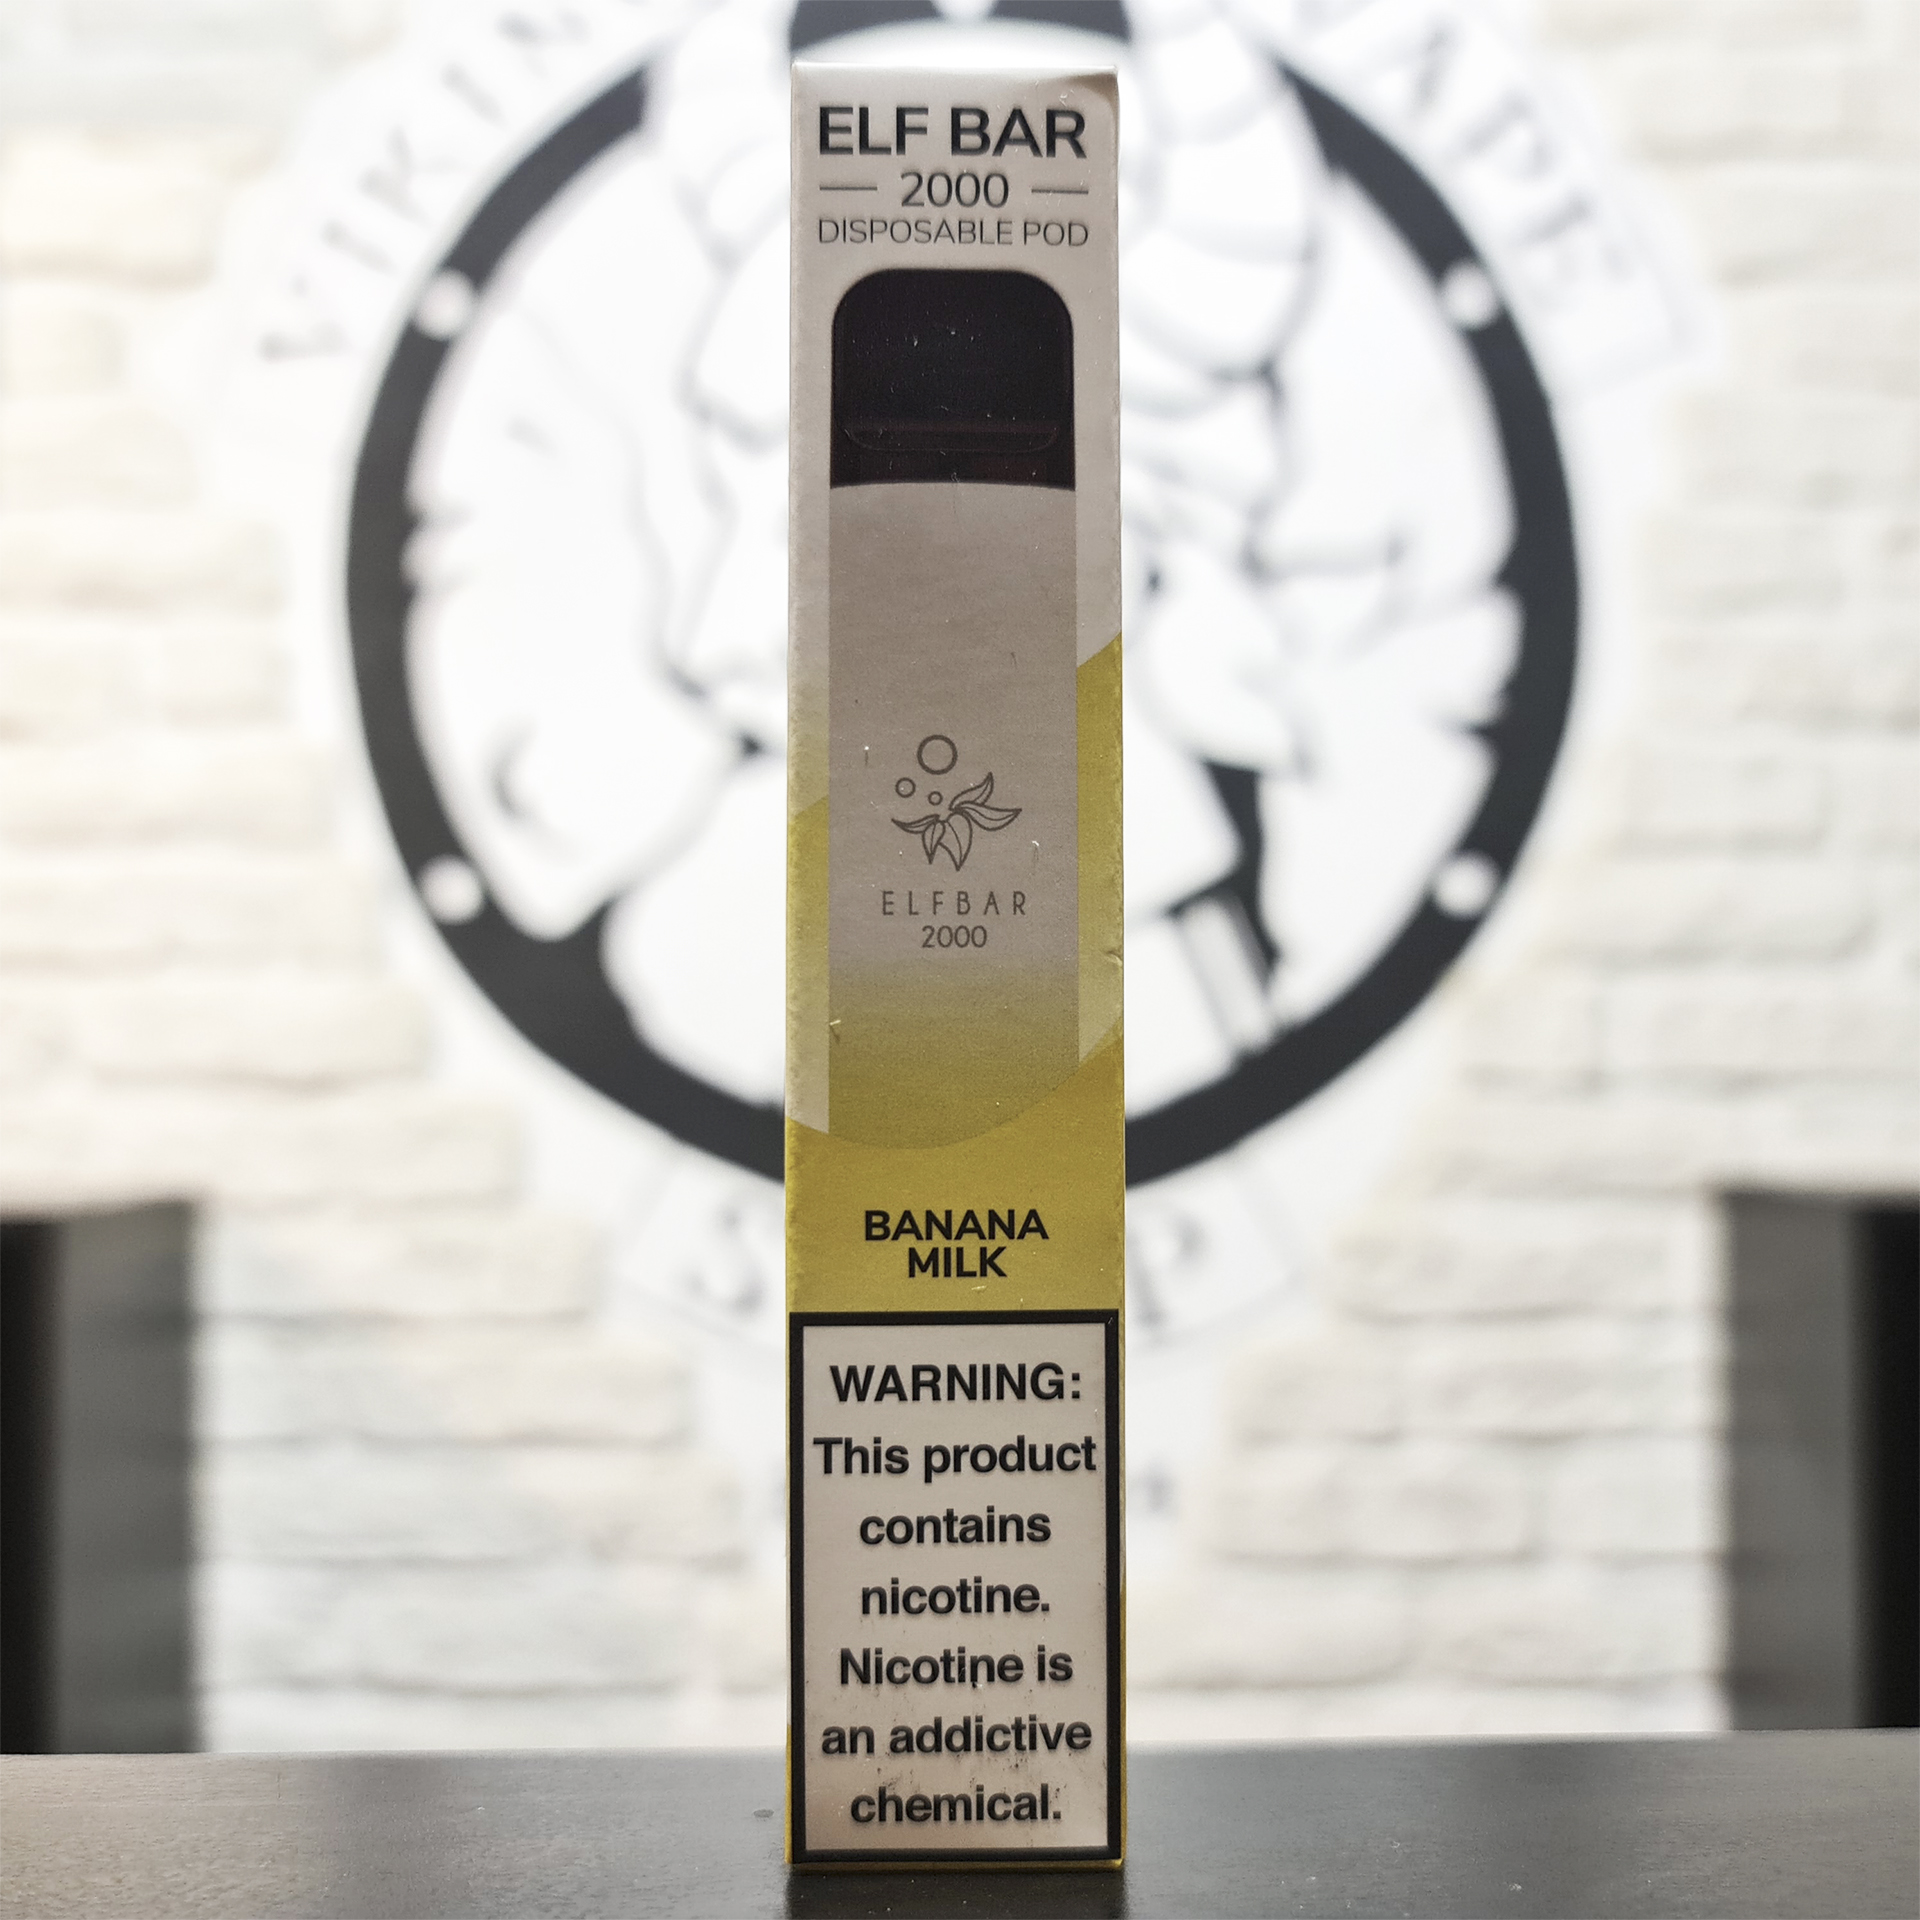 ELF BAR
2000
DISPOSABLE POD
ELFBAR
2000
BANANA
MILK
WARNING:
This product
contains
nicotine.
Nicotine is
an addictive
chemical.